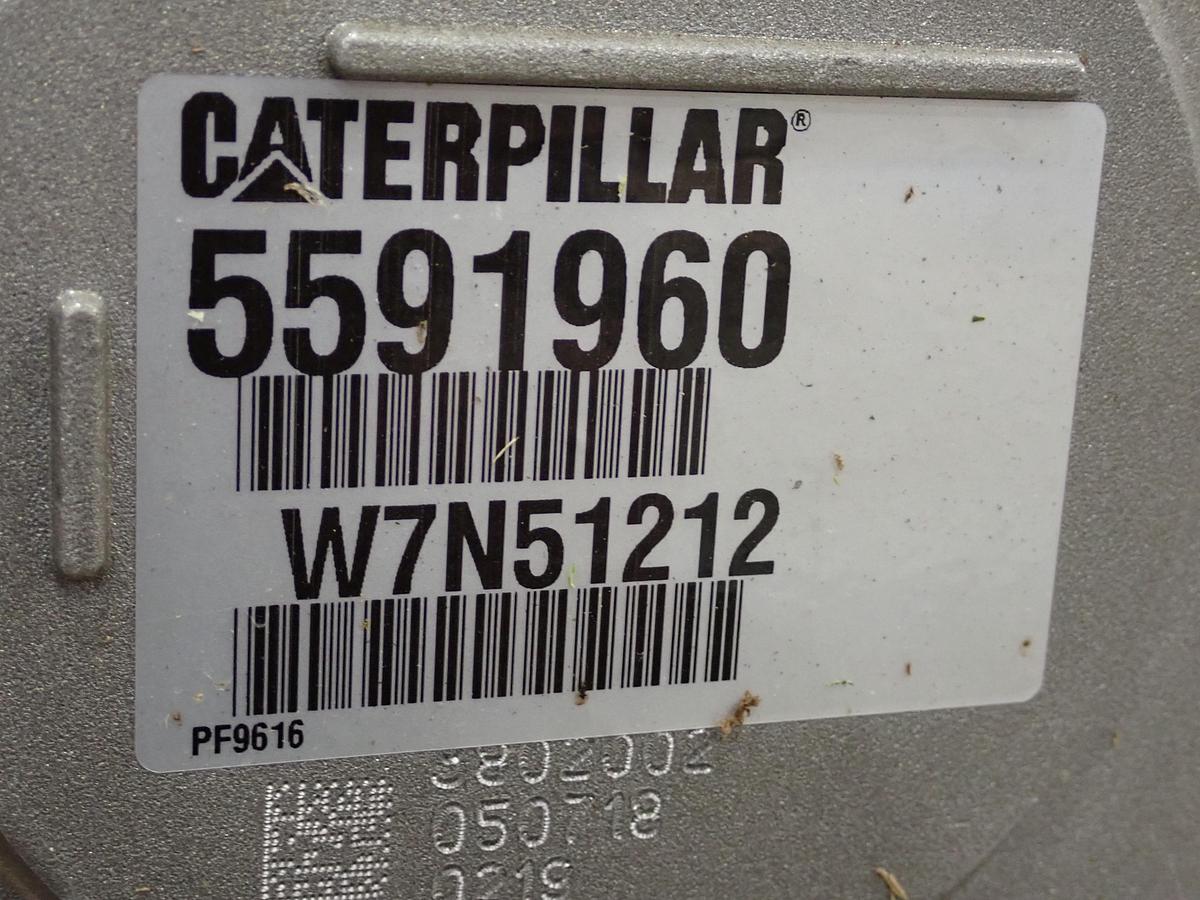 CATERPILLAR®
5591960
W7N51212
PF9616
050718